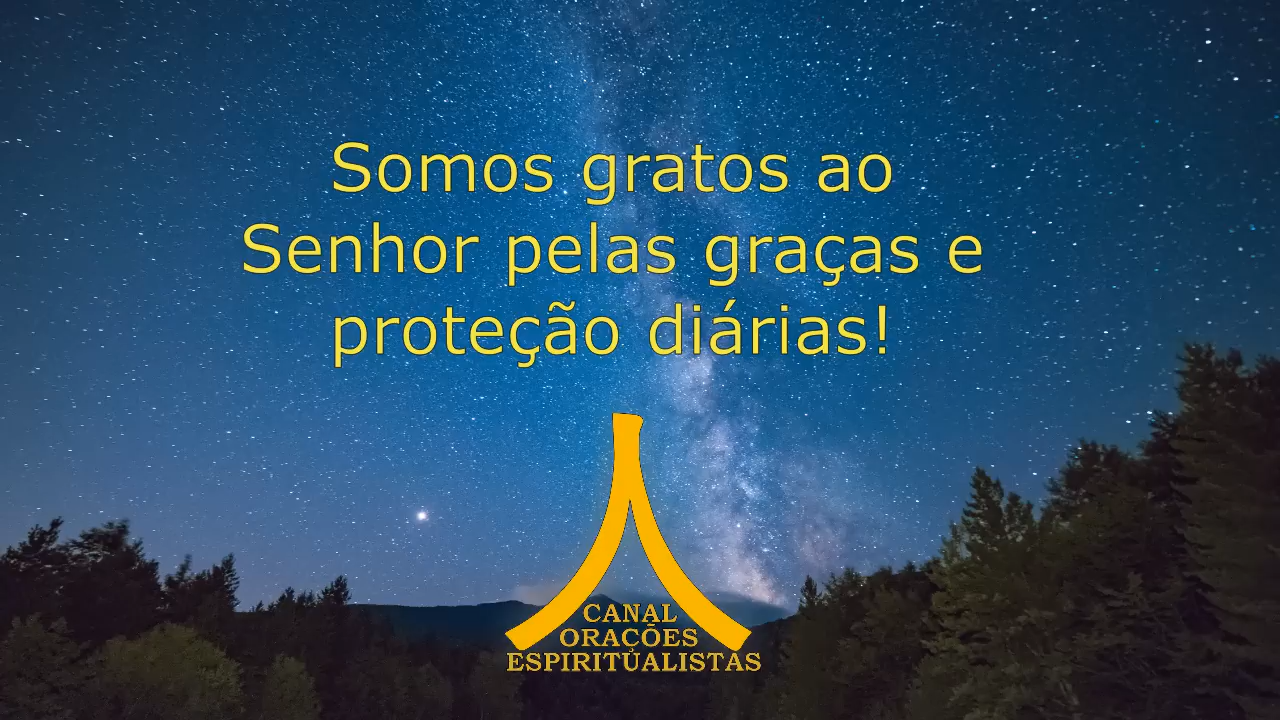 Somos gratos ao
Senhor pelas graças e
proteção diárias!
CANAL
ORAÇÕES
ESPIRITUALISTAS